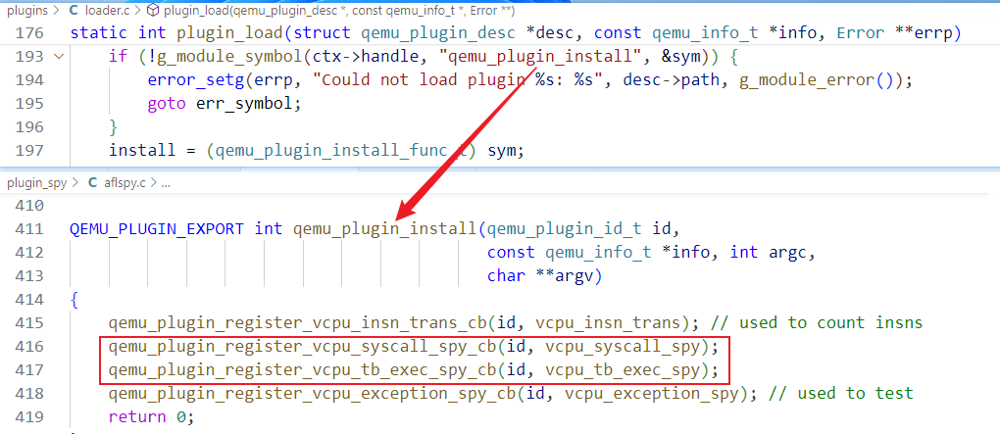 plugins > C loader.c > plugin_load(qemu_plugin_desc *, const qemu_info_t *, Error **)
176 static int plugin_load(struct qemu_plugin_desc *desc, const qemu_info_t *info, Error **errp)
193 if (!g_module_symbol(ctx->handle, "qemu_plugin_install", &sym)) {
194 error_setg(errp, "Could not load plugin %s: %s", desc->path, g_module_error());
195 goto err_symbol;
196 }
197 install = (qemu_plugin_install_func_t) sym;
plugin_spy > C aflspy.c > ...
410
411 QEMU_PLUGIN_EXPORT int qemu_plugin_install(qemu_plugin_id_t id,
412 const qemu_info_t *info, int argc,
413 char **argv)
414 {
415 qemu_plugin_register_vcpu_insn_trans_cb(id, vcpu_insn_trans); // used to count insns
416 qemu_plugin_register_vcpu_syscall_spy_cb(id, vcpu_syscall_spy);
417 qemu_plugin_register_vcpu_tb_exec_spy_cb(id, vcpu_tb_exec_spy);
418 qemu_plugin_register_vcpu_exception_spy_cb(id, vcpu_exception_spy); // used to test
419 return 0;